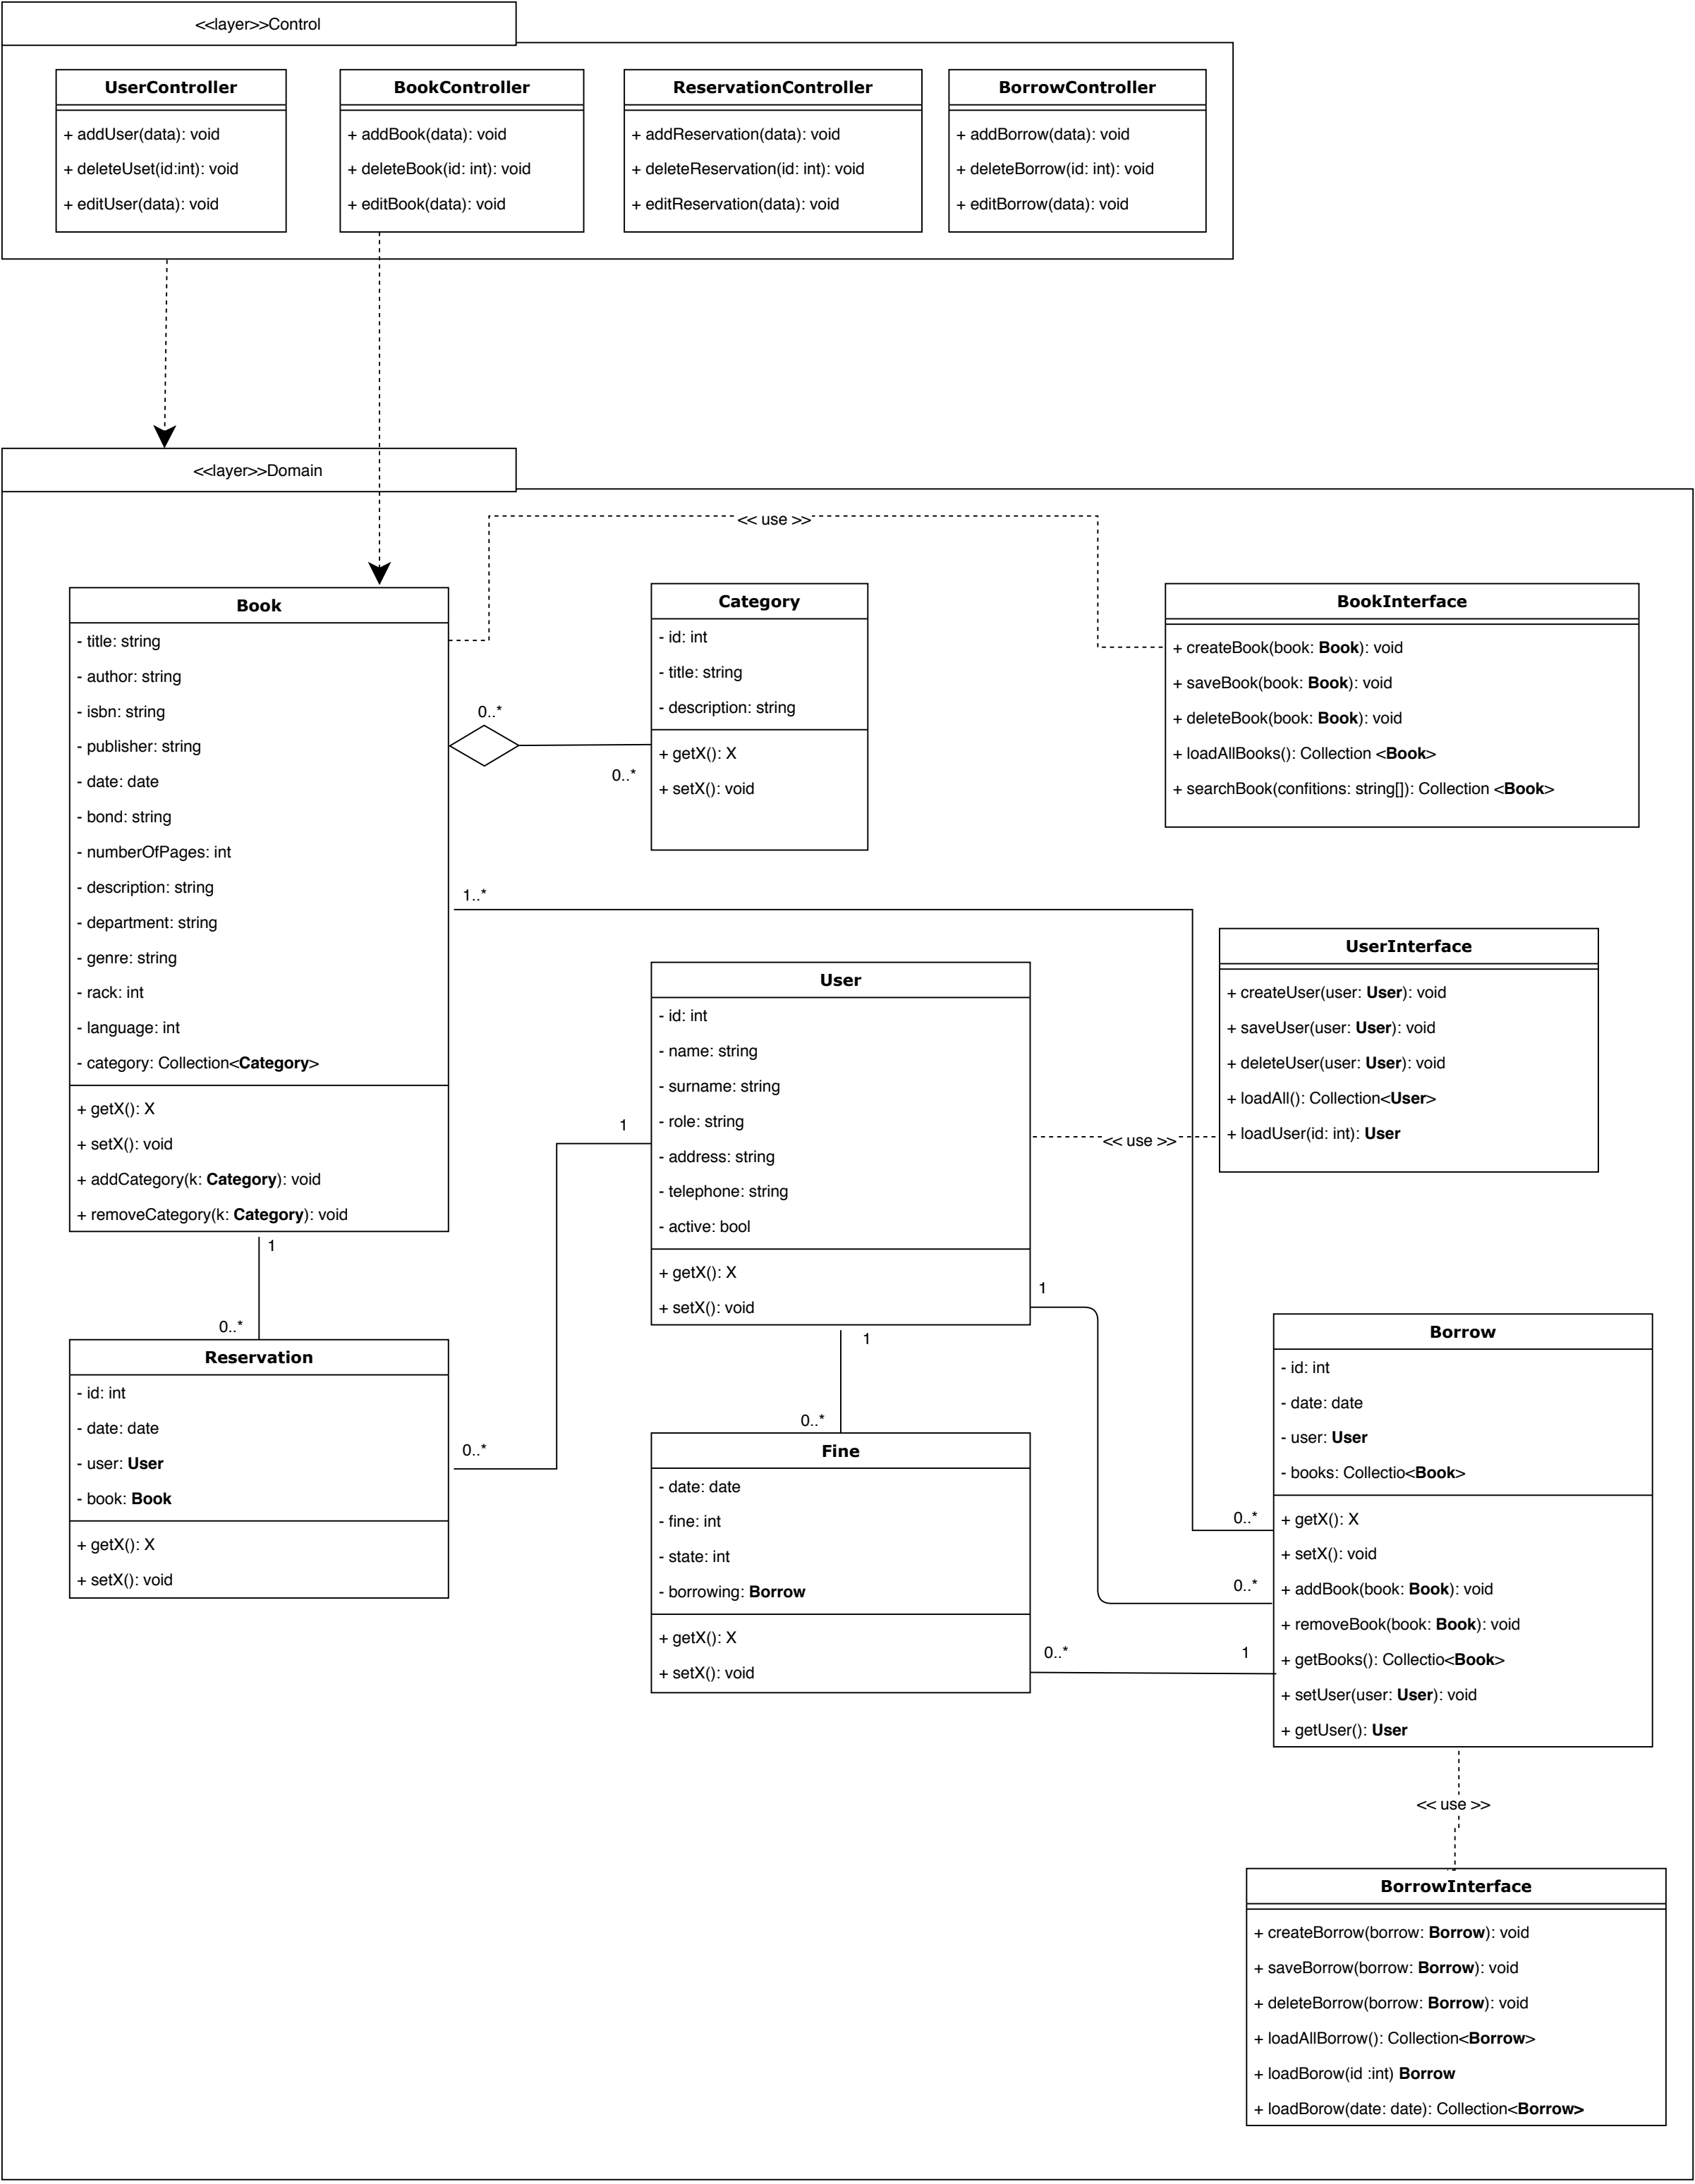 <<layer>>Control
UserController
+ addUser(data): void
+ deleteUset(id:int): void
+ editUser(data): void
BookController
+ addBook(data): void
+ deleteBook(id: int): void
+ editBook(data): void
ReservationController
+ addReservation(data): void
+ deleteReservation(id: int): void
+ editReservation(data): void
BorrowController
+ addBorrow(data): void
+ deleteBorrow(id: int): void
+ editBorrow(data): void
<<layer>>Domain
<< use >>
Book
- title: string
- author: string
- isbn: string
- publisher: string
- date: date
- bond: string
- numberOfPages: int
- description: string
- department: string
- genre: string
- rack: int
- language: int
- category: Collection<Category>
+ getX(): X
+ setX(): void
+ addCategory(k: Category): void
+ removeCategory(k: Category): void
0..*
0..*
Category
- id: int
- title: string
- description: string
+ getX(): X
+ setX(): void
BookInterface
+ createBook(book: Book): void
+ saveBook(book: Book): void
+ deleteBook(book: Book): void
+ loadAllBooks(): Collection <Book>
+ searchBook(confitions: string[]): Collection <Book>
1..*
User
- id: int
- name: string
- surname: string
- role: string
- address: string
- telephone: string
- active: bool
+ getX(): X
+ setX(): void
1
<< use >>
UserInterface
+ createUser(user: User): void
+ saveUser(user: User): void
+ deleteUser(user: User): void
+ loadAll(): Collection<User>
+ loadUser(id: int): User
1
0..*
Reservation
- id: int
- date: date
- user: User
- book: Book
+ getX(): X
+ setX(): void
0..*
1
1
0..*
Fine
- date: date
- fine: int
- state: int
- borrowing: Borrow
+ getX(): X
+ setX(): void
0..*
1
0..*
0..*
Borrow
- id: int
- date: date
- user: User
- books: Collectio<Book>
+ getX(): X
+ setX(): void
+ addBook(book: Book): void
+ removeBook(book: Book): void
+ getBooks(): Collectio<Book>
+ setUser(user: User): void
+ getUser(): User
<< use >>
BorrowInterface
+ createBorrow(borrow: Borrow): void
+ saveBorrow(borrow: Borrow): void
+ deleteBorrow(borrow: Borrow): void
+ loadAllBorrow(): Collection<Borrow>
+ loadBorow(id :int) Borrow
+ loadBorow(date: date): Collection<Borrow>